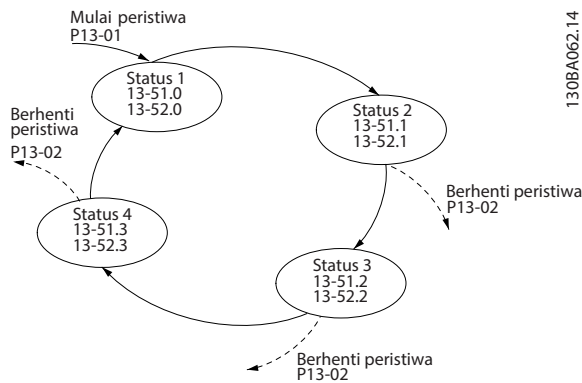 Mulai peristiwa
P13-01
130BA062.14
Status 1
13-51.0
13-52.0
Status 2
13-51.1
13-52.1
Berhenti
peristiwa
P13-02
Berhenti peristiwa
P13-02
Status 4
13-51.3
13-52.3
Status 3
13-51.2
13-52.2
Berhenti peristiwa
P13-02